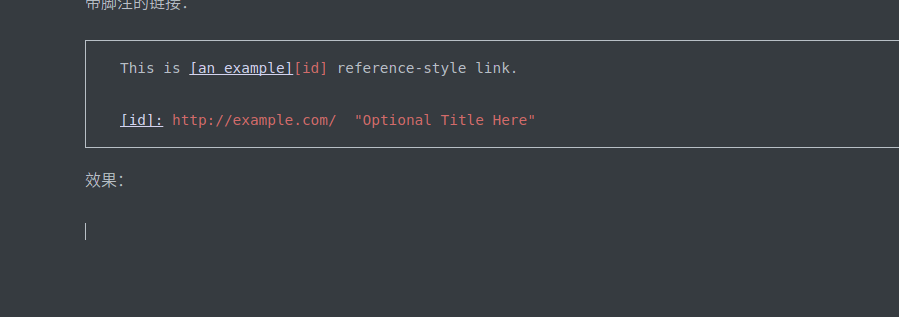 带脚注的链接：
This is [an example][id] reference-style link.
[id]: http://example.com/  "Optional Title Here"
效果：